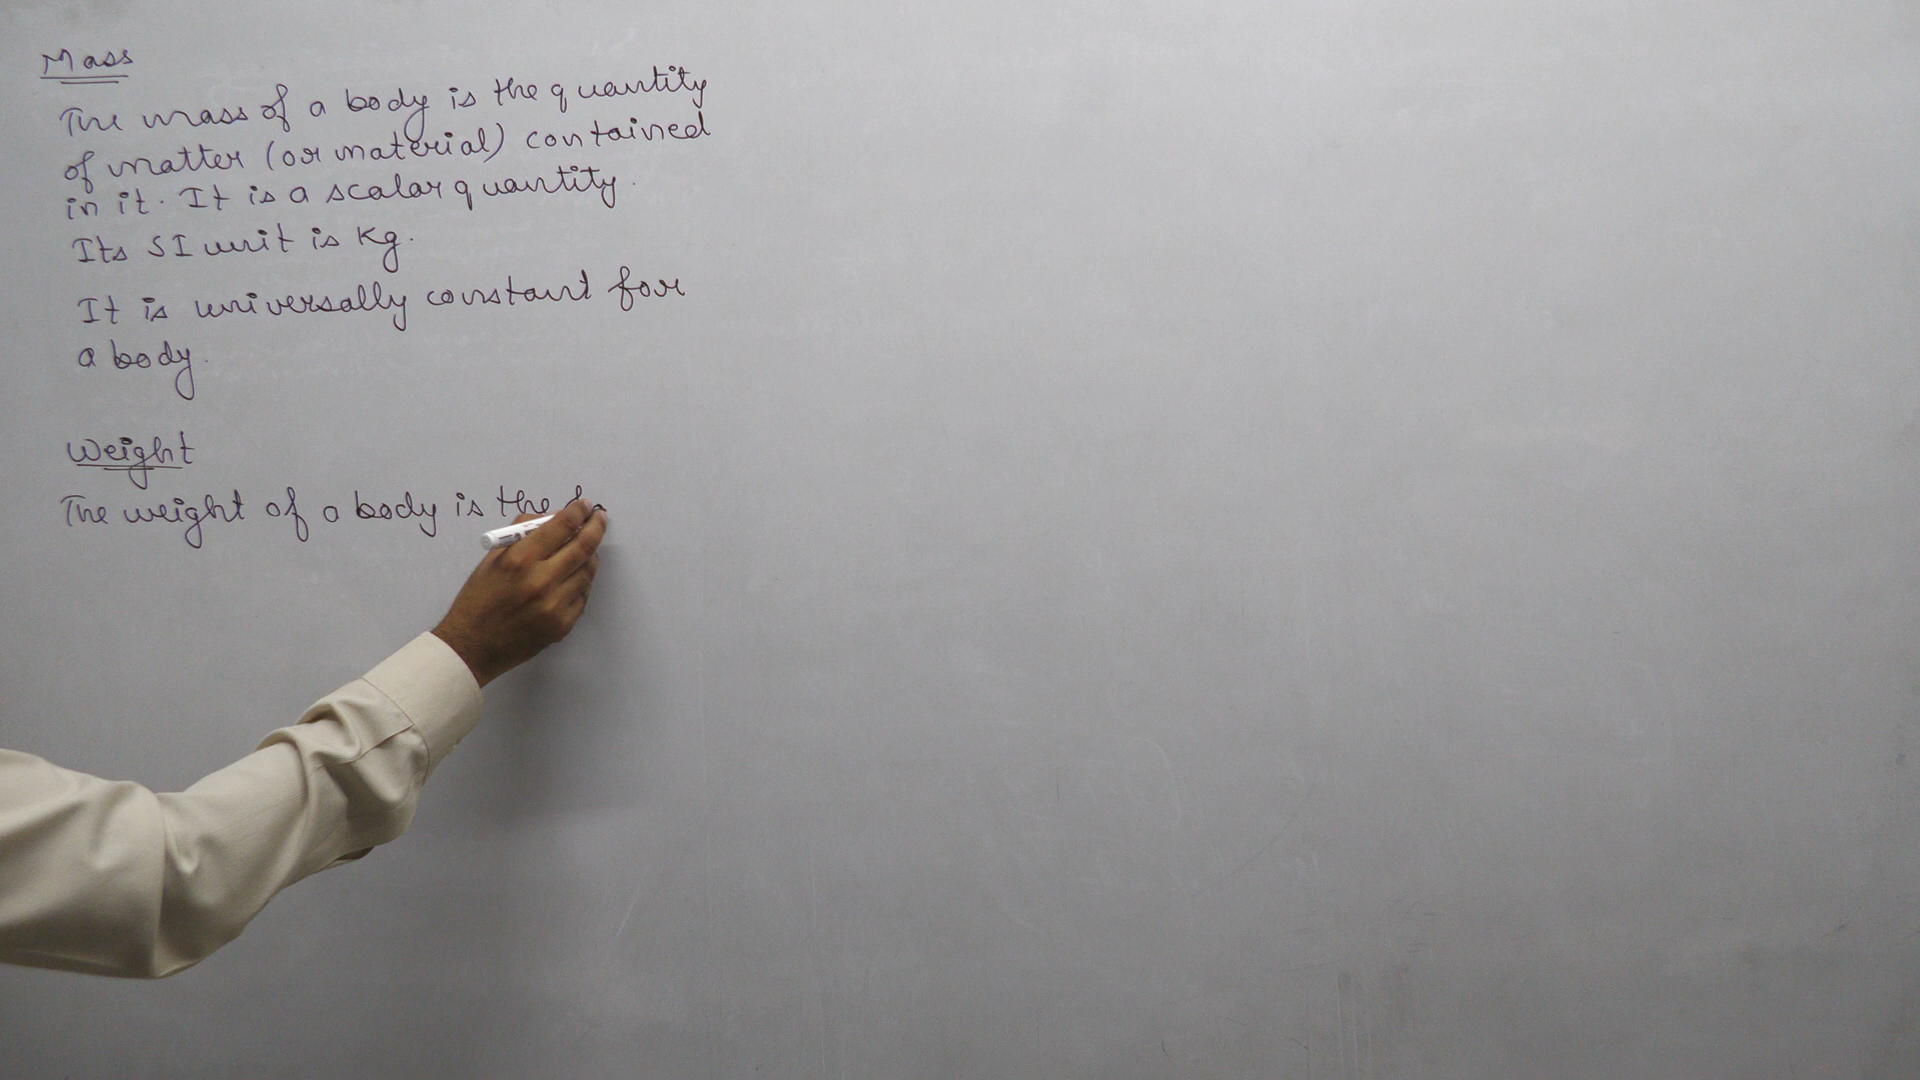 Mass
The mass of a body is the quantity
of matter (or material) contained
in it. It is a scalar quantity.
Its SI unit is Kg.
It is universally constant for
a body.
Weight
The weight of a body is the